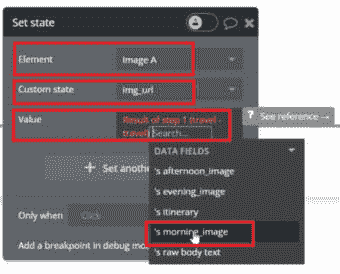 Set state
Element Image A
Custom state img_url
? See reference →
Value Result of step 1 (travel -
travel) Search...
DATA FIELDS
's afternoon_image
+ Set anothe
's evening_image
's itinerary
Only when Click
's morning_image
Add a breakpoint in debug mo
's raw body text